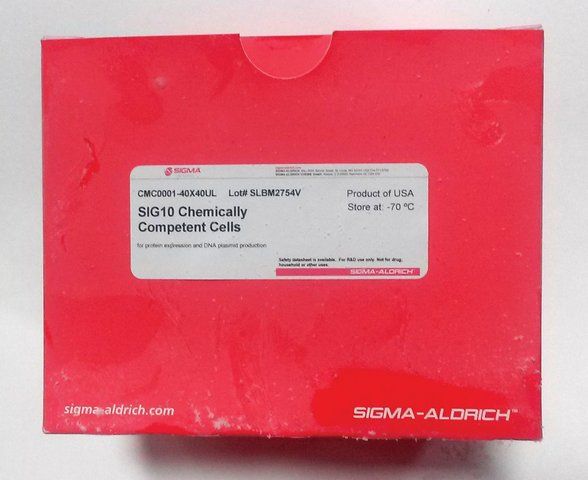 SIGMA
CMC0001-40X40UL Lot# SLBM2754V
Product of USA
SIG10 Chemically
Competent Cells
Store at: -70 ºC
for protein expression and DNA plasmid production
Safety datasheet is available. For R&D use only. Not for drug,
household or other uses.
SIGMA-ALDRICH
sigma-aldrich.com
SIGMA-ALDRICH™